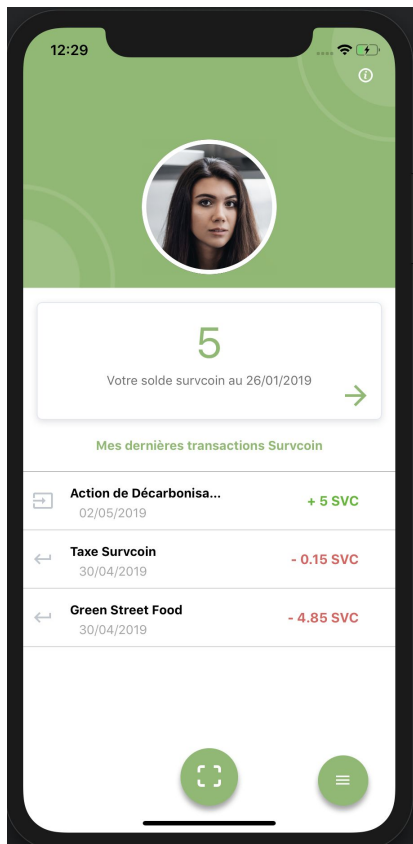 12:29
5
Votre solde survcoin au 26/01/2019
Mes dernières transactions Survcoin
Action de Décarbonisa...
+ 5 SVC
02/05/2019
Taxe Survcoin
- 0.15 SVC
30/04/2019
Green Street Food
- 4.85 SVC
30/04/2019